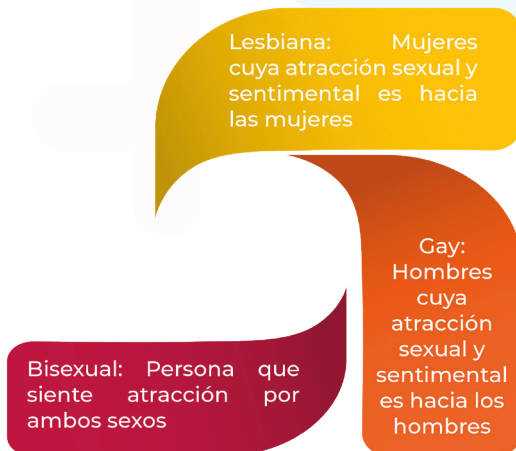 Lesbiana: Mujeres
cuya atracción sexual y
sentimental es hacia
las mujeres
Gay:
Hombres
cuya
atracción
sexual y
sentimental
es hacia los
hombres
Bisexual: Persona que
siente atracción por
ambos sexos